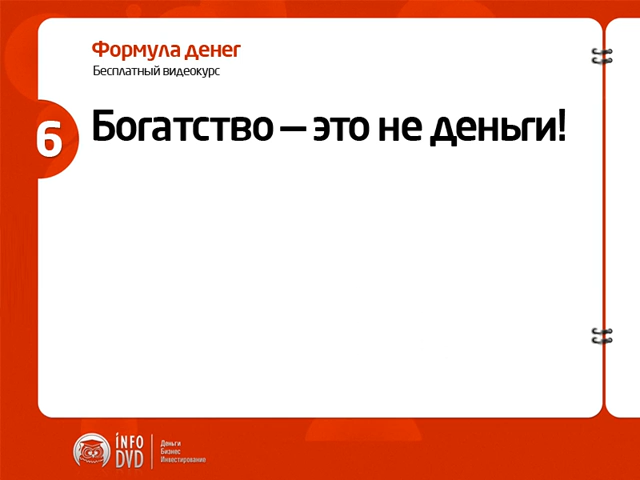 Формула денег
Бесплатный видеокурс
6
Богатство – это не деньги!
INFO
DVD
Деньги
Бизнес
Инвестирование